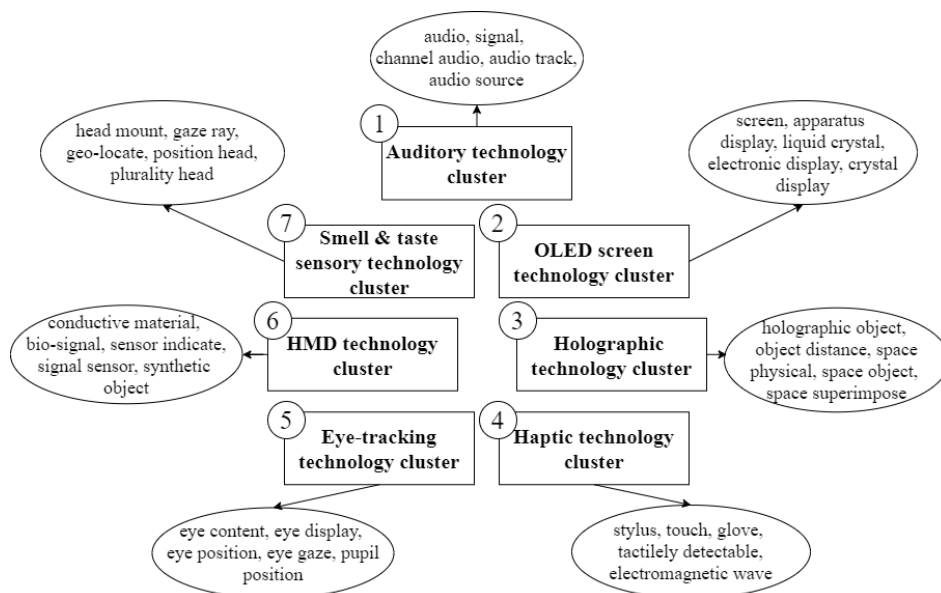 audio, signal,
channel audio, audio track,
audio source
1
Auditory technology
cluster
head mount, gaze ray,
geo-locate, position head,
plurality head
7
Smell & taste
sensory technology
cluster
screen, apparatus
display, liquid crystal,
electronic display, crystal
display
2
OLED screen
technology cluster
conductive material,
bio-signal, sensor indicate,
signal sensor, synthetic
object
6
HMD technology
cluster
3
Holographic
technology cluster
holographic object,
object distance, space
physical, space object,
space superimpose
5
Eye-tracking
technology cluster
4
Haptic technology
cluster
eye content, eye display,
eye position, eye gaze, pupil
position
stylus, touch, glove,
tactilely detectable,
electromagnetic wave